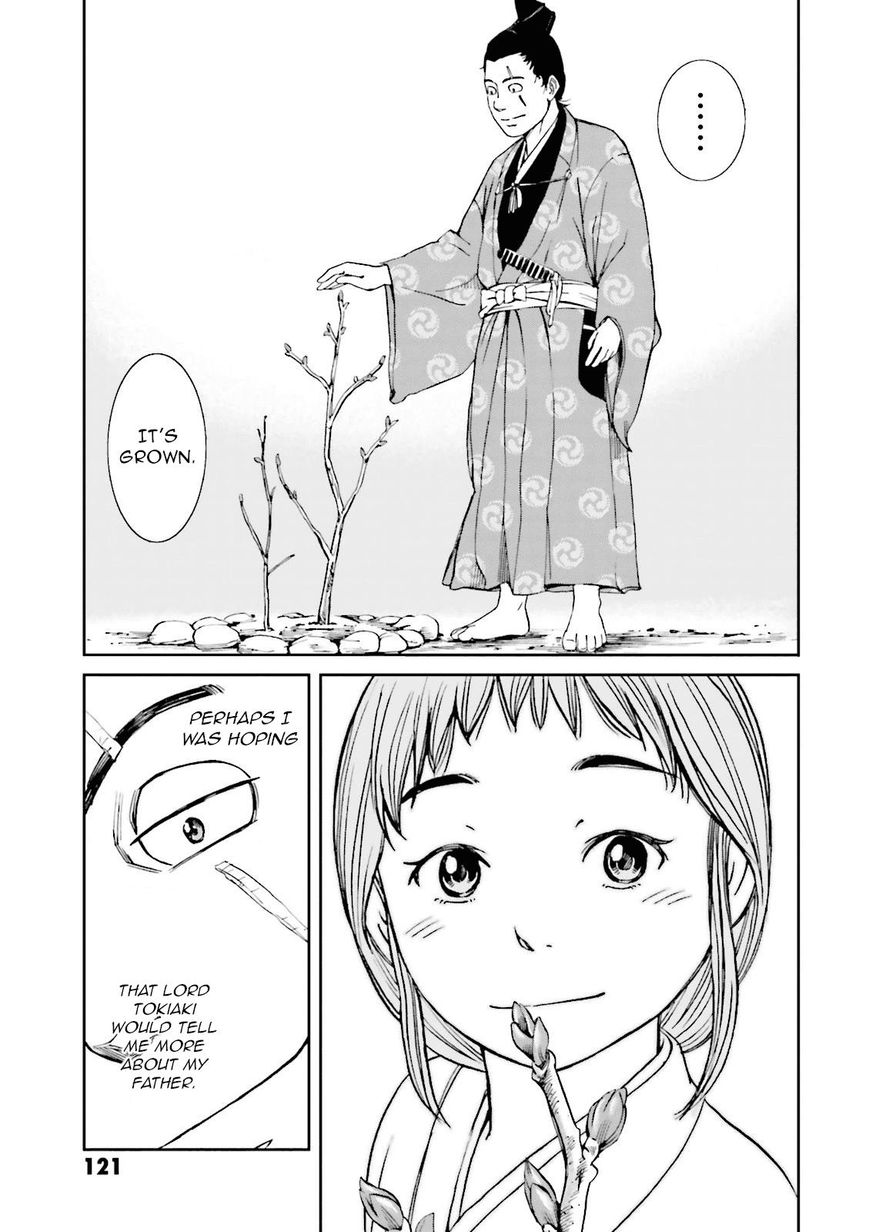 ......
IT'S
GROWN.
PERHAPS I
WAS HOPING
THAT LORD
TOKIAKI
WOULD TELL
ME MORE
ABOUT MY
FATHER.
121